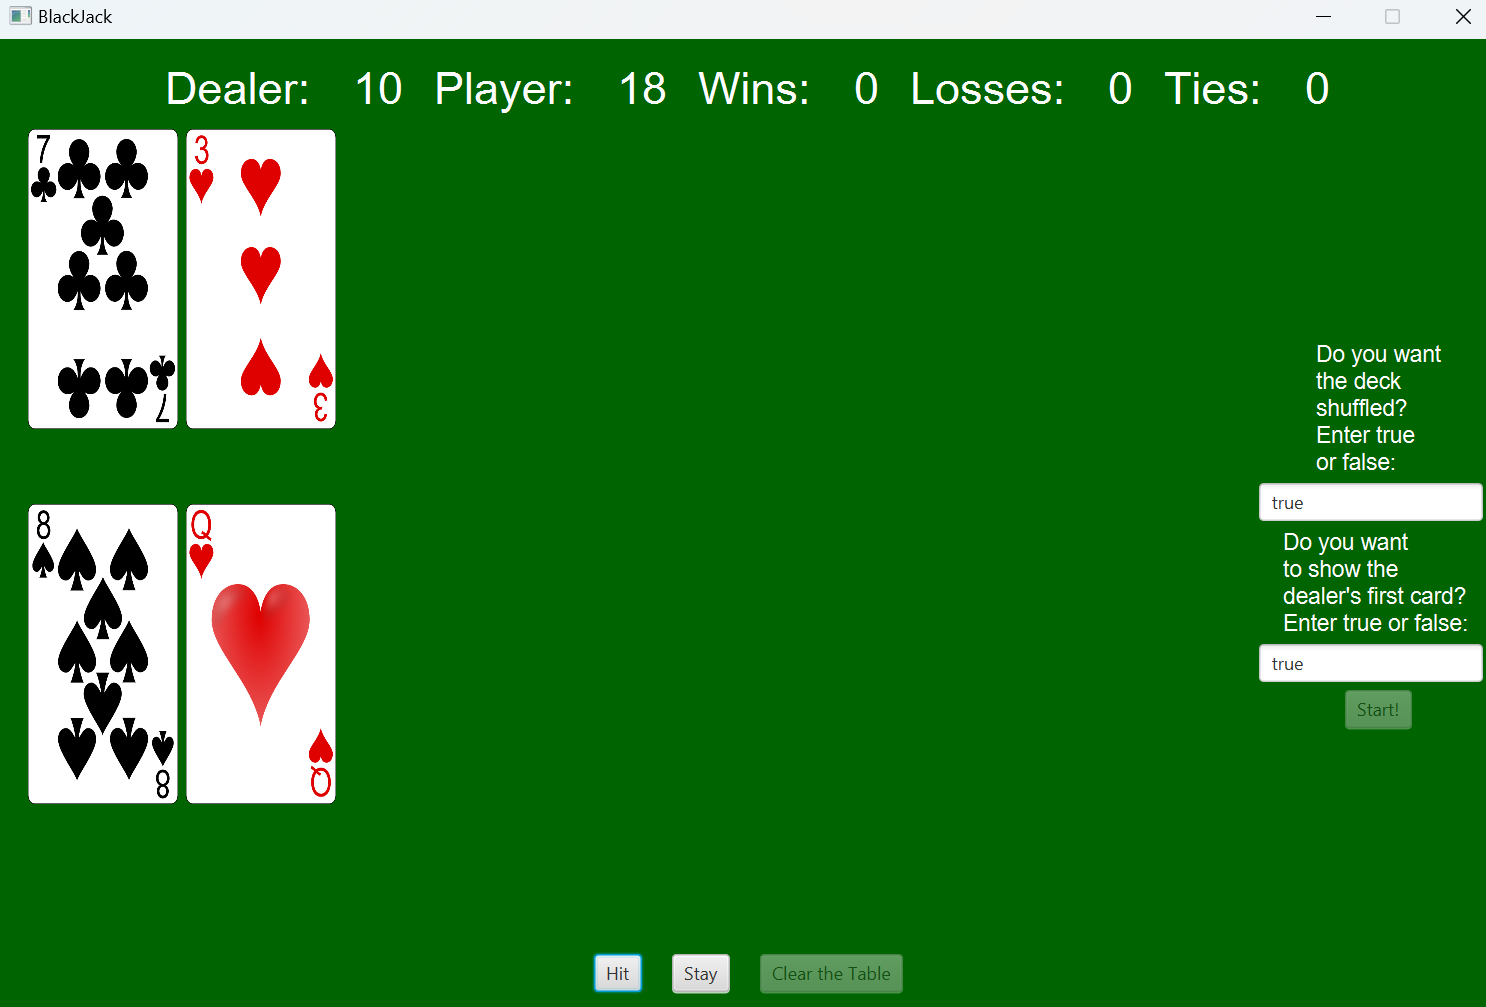 BlackJack
Dealer: 10 Player: 18 Wins: 0 Losses: 0 Ties: 0
7
3
7
3
8
Q
8
Q
Do you want
the deck
shuffled?
Enter true
or false:
true
Do you want
to show the
dealer's first card?
Enter true or false:
true
Start!
Hit Stay Clear the Table